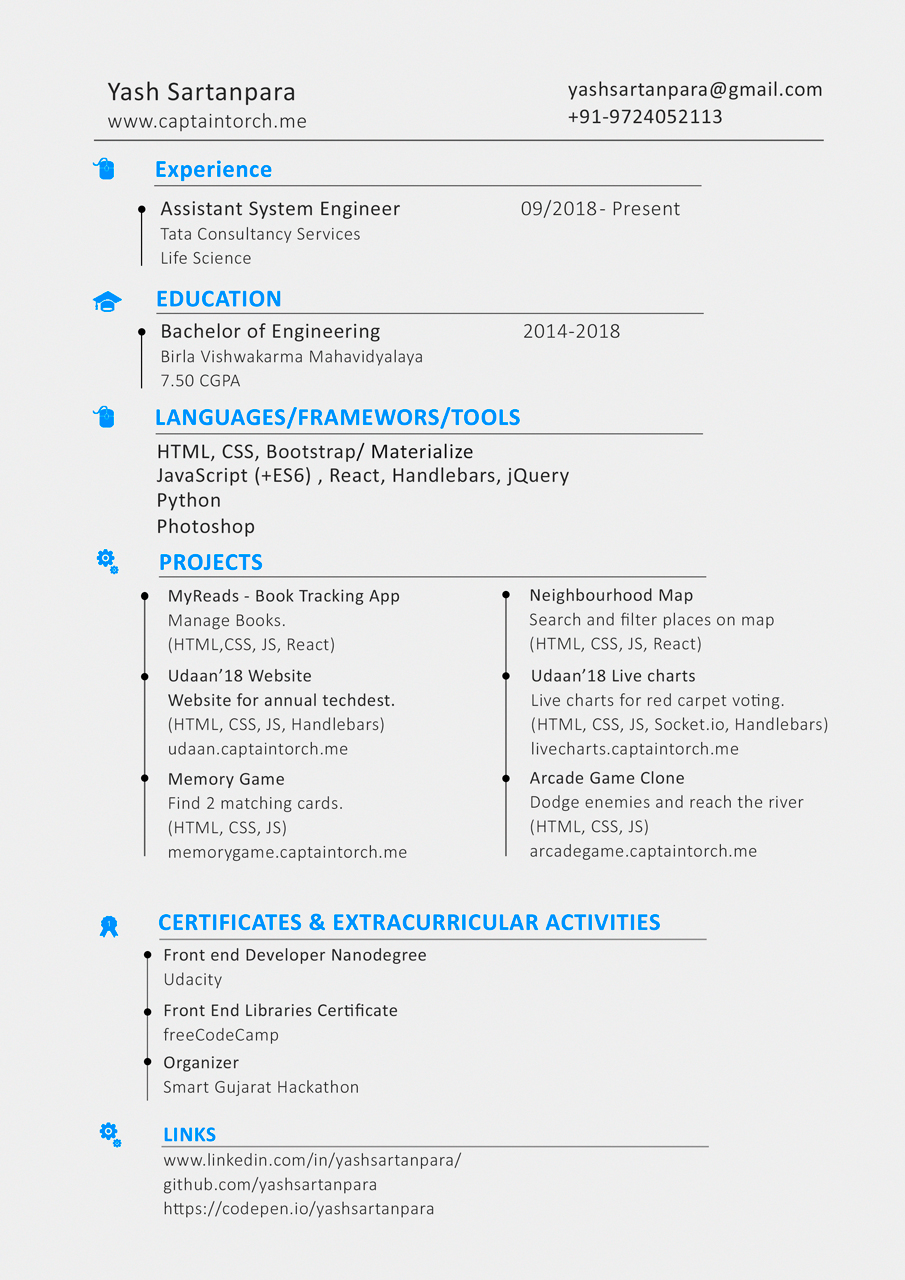 Yash Sartanpara
www.captaintorch.me
yashsartanpara@gmail.com
+91-9724052113
Experience
Assistant System Engineer 09/2018- Present
Tata Consultancy Services
Life Science
EDUCATION
Bachelor of Engineering 2014-2018
Birla Vishwakarma Mahavidyalaya
7.50 CGPA
LANGUAGES/FRAMEWORS/TOOLS
HTML, CSS, Bootstrap/ Materialize
JavaScript (+ES6) , React, Handlebars, jQuery
Python
Photoshop
PROJECTS
MyReads - Book Tracking App
Manage Books.
(HTML,CSS, JS, React)
Udaan’18 Website
Website for annual techdest.
(HTML, CSS, JS, Handlebars)
udaan.captaintorch.me
Memory Game
Find 2 matching cards.
(HTML, CSS, JS)
memorygame.captaintorch.me
Neighbourhood Map
Search and filter places on map
(HTML, CSS, JS, React)
Udaan’18 Live charts
Live charts for red carpet voting.
(HTML, CSS, JS, Socket.io, Handlebars)
livecharts.captaintorch.me
Arcade Game Clone
Dodge enemies and reach the river
(HTML, CSS, JS)
arcadegame.captaintorch.me
CERTIFICATES & EXTRACURRICULAR ACTIVITIES
Front end Developer Nanodegree
Udacity
Front End Libraries Certificate
freeCodeCamp
Organizer
Smart Gujarat Hackathon
LINKS
www.linkedin.com/in/yashsartanpara/
github.com/yashsartanpara
https://codepen.io/yashsartanpara